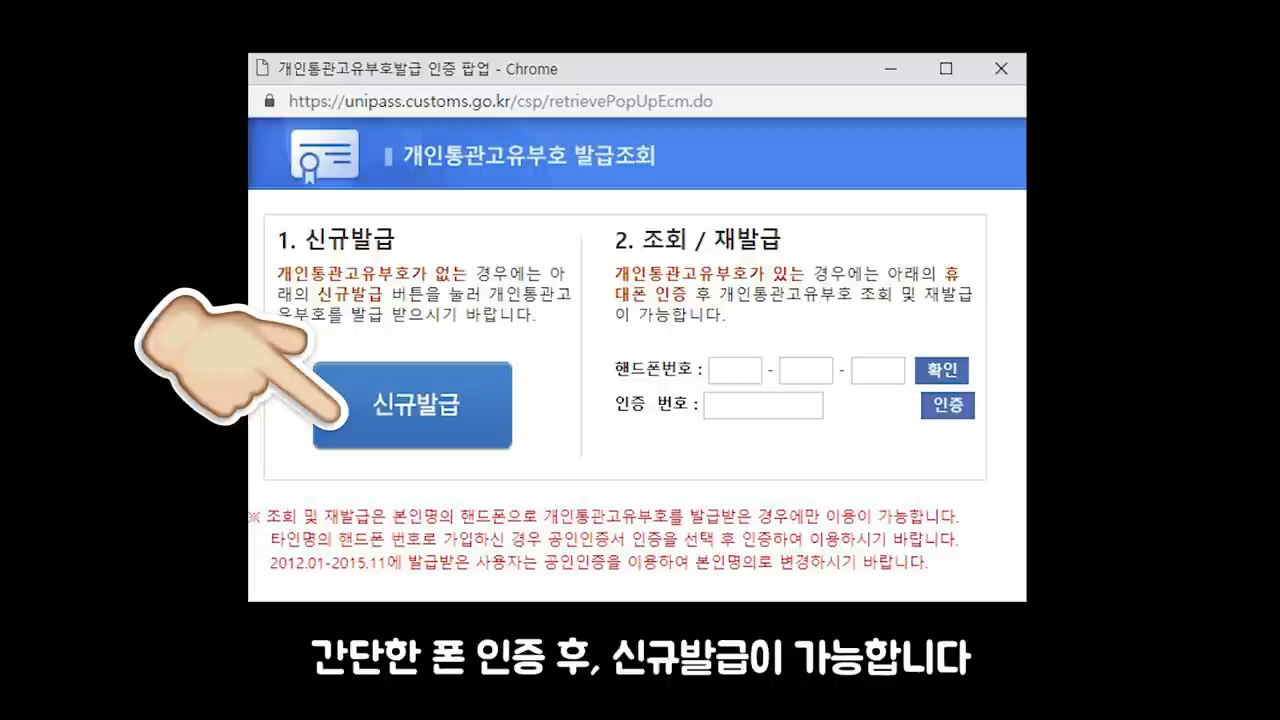 개인통관고유부호발급 인증 팝업 - Chrome
https://unipass.customs.go.kr/csp/retrievePopUpEcm.do
개인통관고유부호 발급조회
1. 신규발급
개인통관고유부호가 없는 경우에는 아
래의 신규발급 버튼을 눌러 개인통관고
유부호를 발급 받으시기 바랍니다.
신규발급
2. 조회 / 재발급
개인통관고유부호가 있는 경우에는 아래의 휴
대폰 인증 후 개인통관고유부호 조회 및 재발급
이 가능합니다.
핸드폰번호 : - - 확인
인증 번호 : 인증
※ 조회 및 재발급은 본인명의 핸드폰으로 개인통관고유부호를 발급받은 경우에만 이용이 가능합니다.
타인명의 핸드폰 번호로 가입하신 경우 공인인증서 인증을 선택 후 인증하여 이용하시기 바랍니다.
2012.01-2015.11에 발급받은 사용자는 공인인증을 이용하여 본인명의로 변경하시기 바랍니다.
간단한 폰 인증 후, 신규발급이 가능합니다